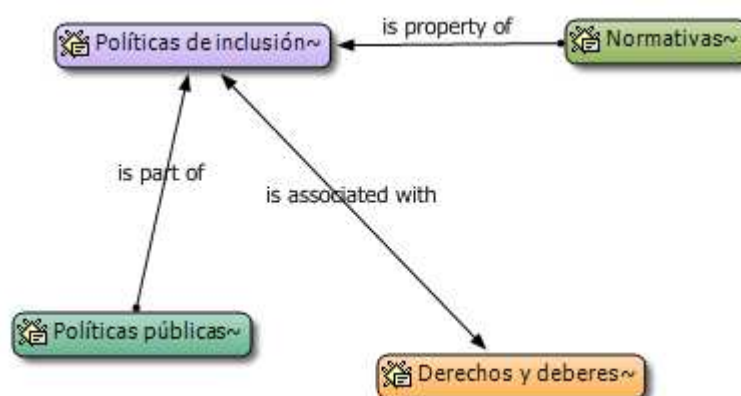 is property of
Políticas de inclusión~
Normativas~
is part of
is associated with
Políticas públicas~
Derechos y deberes~